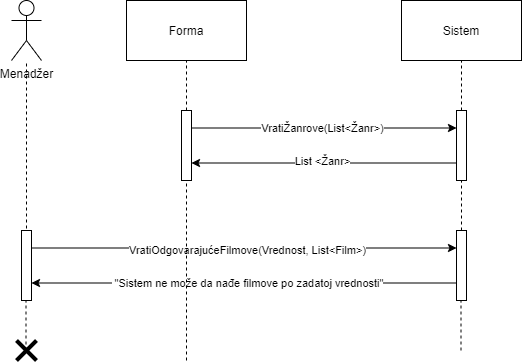 Forma
Sistem
Menadžer
VratiŽanrove(List<Žanr>)
List <Žanr>
VratiOdgovarajućeFilmove(Vrednost, List<Film>)
"Sistem ne može da nađe filmove po zadatoj vrednosti"